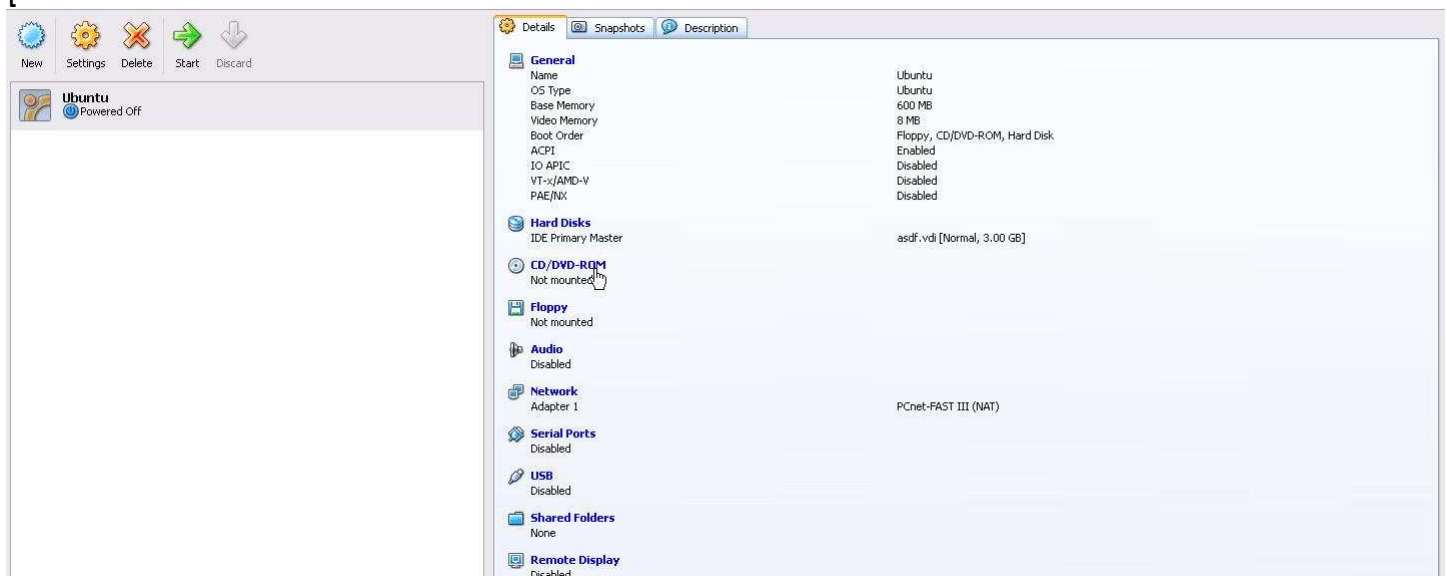 New Settings Delete Start Discard
Ubuntu
Powered Off
Details Snapshots Description
General
Name Ubuntu
OS Type Ubuntu
Base Memory 600 MB
Video Memory 8 MB
Boot Order Floppy, CD/DVD-ROM, Hard Disk
ACPI Enabled
IO APIC Disabled
VT-x/AMD-V Disabled
PAE/NX Disabled
Hard Disks
IDE Primary Master asdf.vdi [Normal, 3.00 GB]
CD/DVD-ROM
Not mounted
Floppy
Not mounted
Audio
Disabled
Network
Adapter 1 PCnet-FAST III (NAT)
Serial Ports
Disabled
USB
Disabled
Shared Folders
None
Remote Display
Disabled